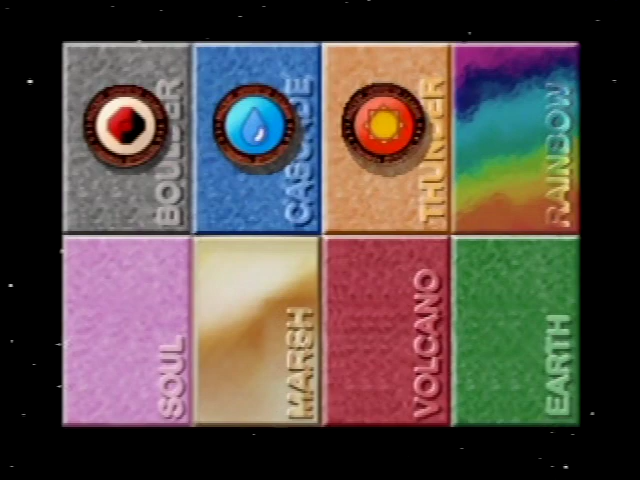 BOULDER
CASCADE
THUNDER
RAINBOW
SOUL
MARSH
VOLCANO
EARTH